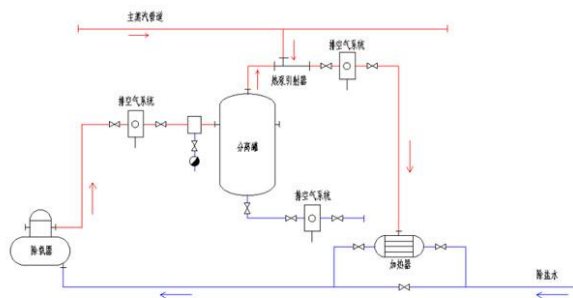 主蒸汽管道
排空气系统
热泵引射器
排空气系统
分离罐
排空气系统
除氧器
加热器
除盐水